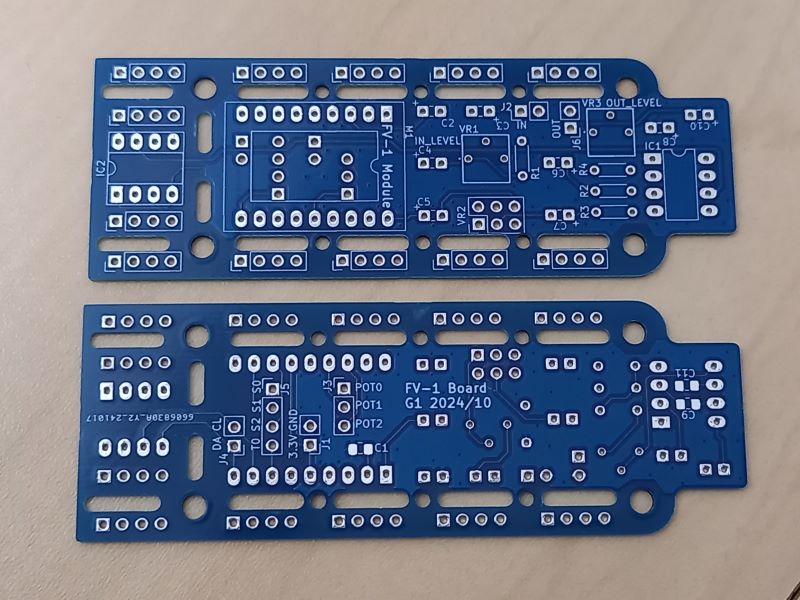 IC2
M1
FV-1 Module
C2
C3
J2
IN
OUT
J6
VR3 OUT_LEVEL
C10
C8
IC1
IN_LEVEL
VR1
C4
R1
C6
R4
R2
R3
C5
VR2
C7
6606830A_Y2_241017
DA CL
J4
S0
S1
S2
T0
J5
3.3V GND
J1
J3
POT0
POT1
POT2
C1
FV-1 Board
G1 2024/10
C11
C9